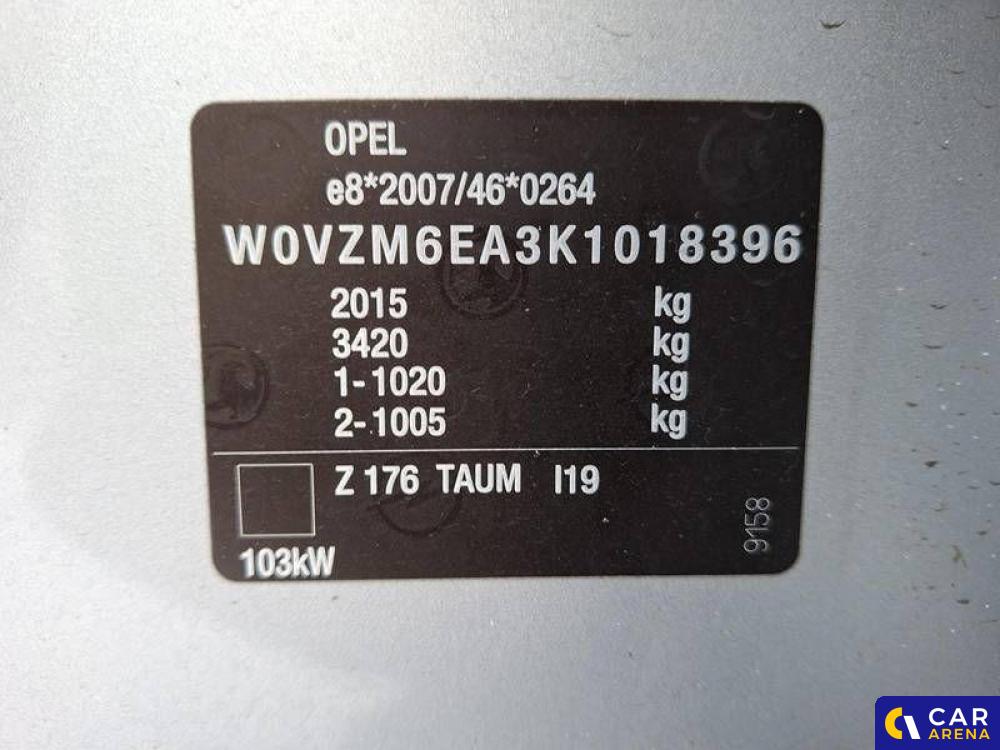 OPEL
e8*2007/46*0264
W0VZM6EA3K1018396
2015 kg
3420 kg
1-1020 kg
2-1005 kg
Z 176 TAUM I19
9158
103kW
CAR
ARENA